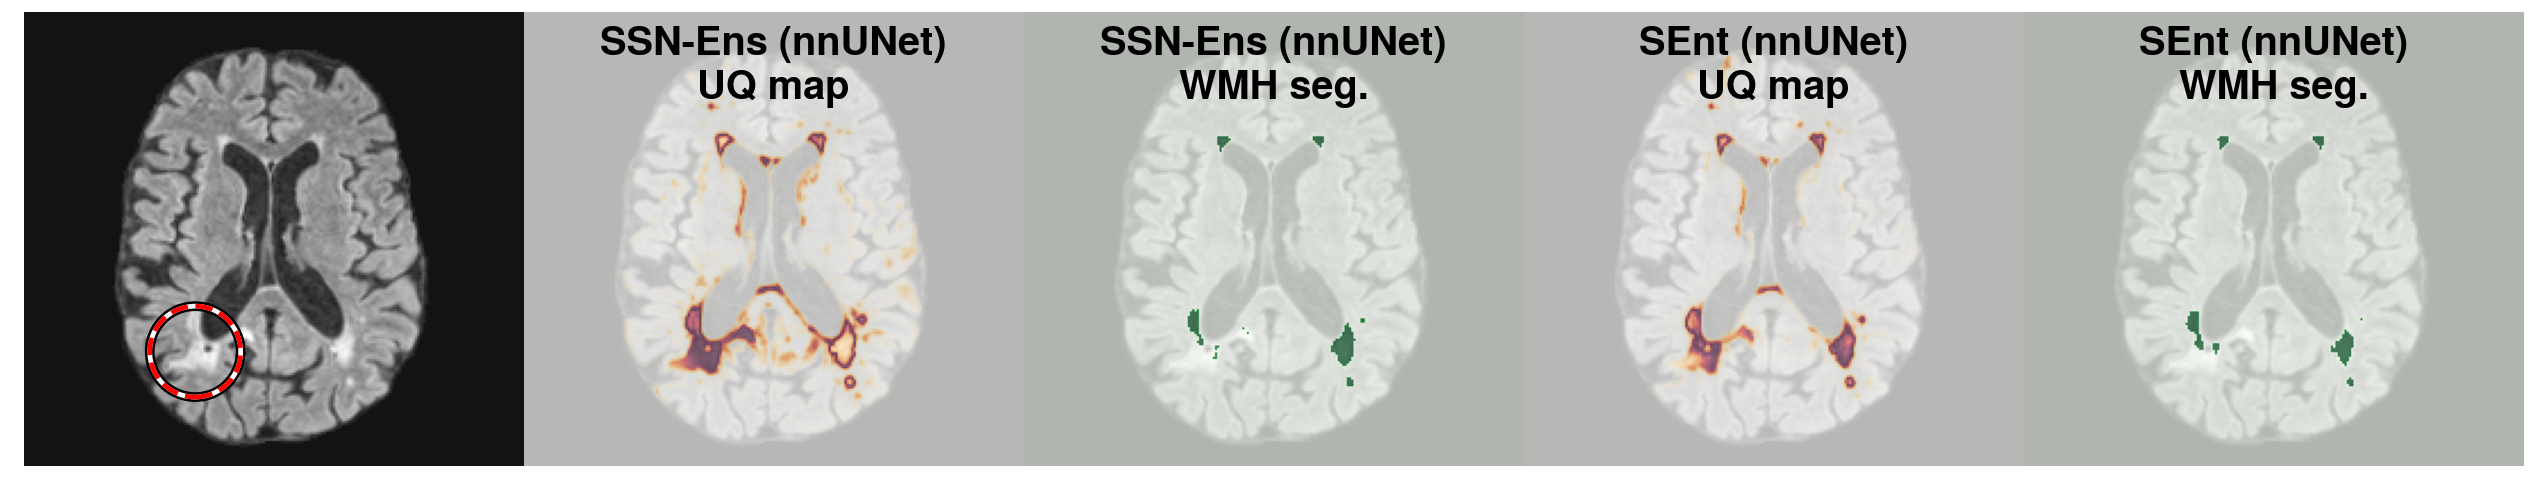 SSN-Ens (nnUNet)
UQ map
SSN-Ens (nnUNet)
WMH seg.
SEnt (nnUNet)
UQ map
SEnt (nnUNet)
WMH seg.